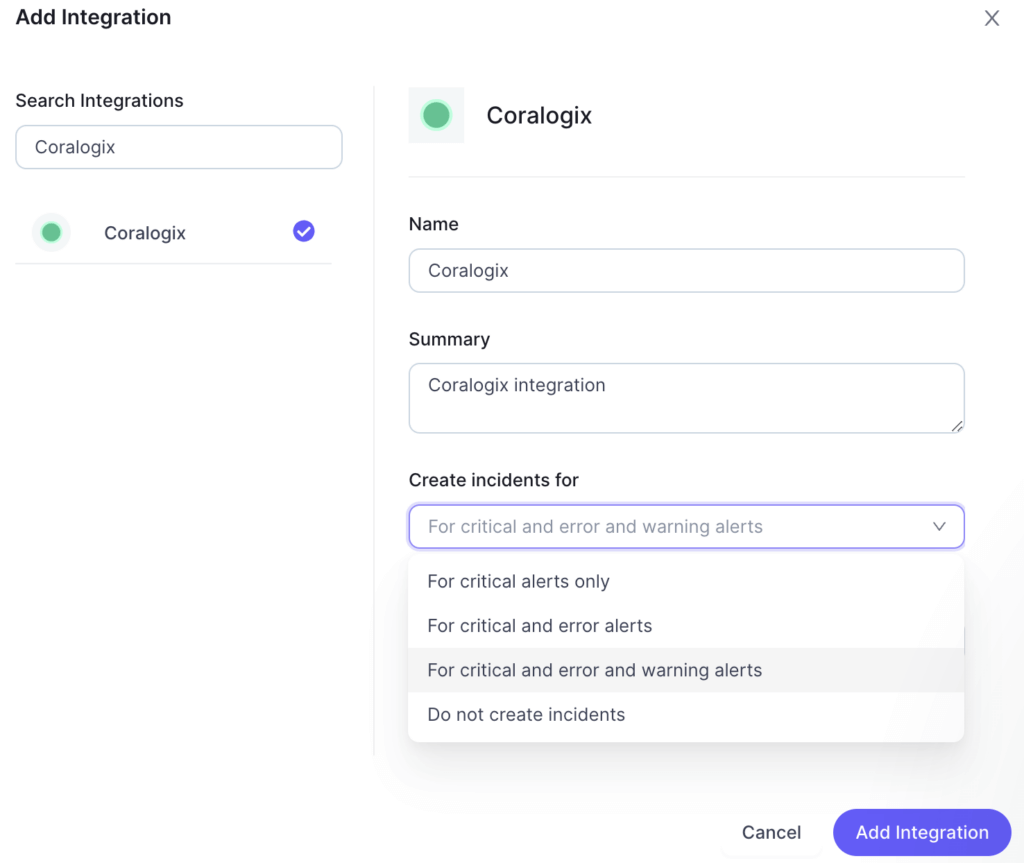 Add Integration
Search Integrations
Coralogix
Coralogix
Coralogix
Name
Coralogix
Summary
Coralogix integration
Create incidents for
For critical and error and warning alerts
For critical alerts only
For critical and error alerts
For critical and error and warning alerts
Do not create incidents
Cancel
Add Integration